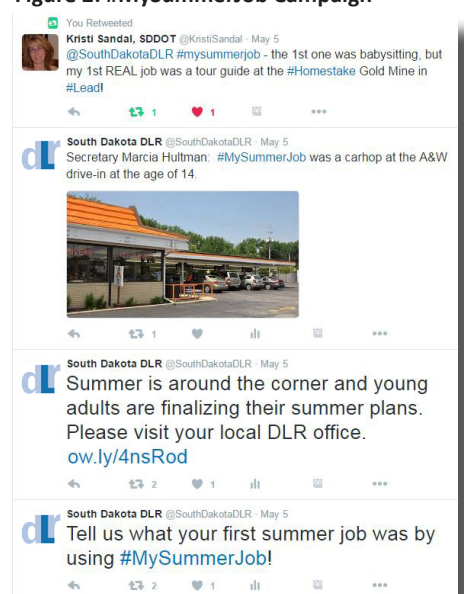 Figure 2: #MySummerJob Campaign
You Retweeted
Kristi Sandal, SDDOT @KristiSandal · May 5
@SouthDakotaDLR #mysummerjob - the 1st one was babysitting, but
my 1st REAL job was a tour guide at the #Homestake Gold Mine in
#Lead!
1 1
South Dakota DLR @SouthDakotaDLR · May 5
dLr
Secretary Marcia Hultman: #MySummerJob was a carhop at the A&W
drive-in at the age of 14.
1
South Dakota DLR @SouthDakotaDLR · May 5
dLr
Summer is around the corner and young
adults are finalizing their summer plans.
Please visit your local DLR office.
ow.ly/4nsRod
2 1
South Dakota DLR @SouthDakotaDLR · May 5
dLr
Tell us what your first summer job was by
using #MySummerJob!
2 1